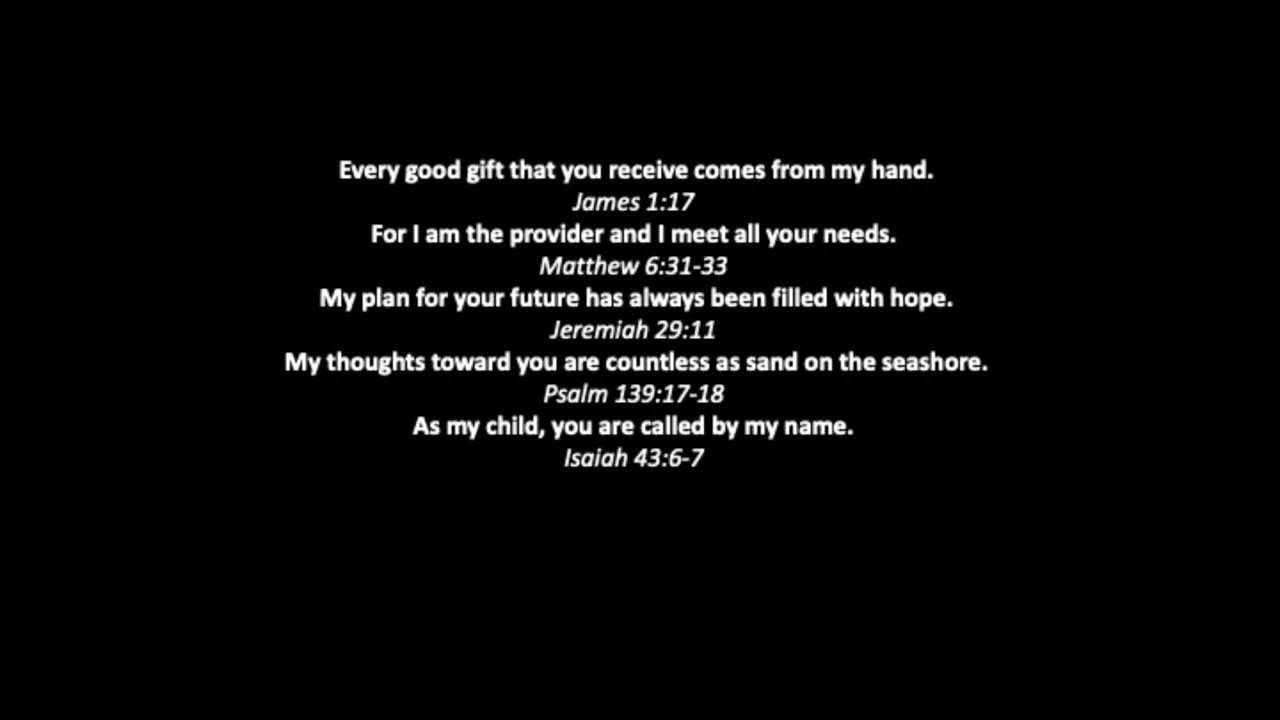 Every good gift that you receive comes from my hand.
James 1:17
For I am the provider and I meet all your needs.
Matthew 6:31-33
My plan for your future has always been filled with hope.
Jeremiah 29:11
My thoughts toward you are countless as sand on the seashore.
Psalm 139:17-18
As my child, you are called by my name.
Isaiah 43:6-7